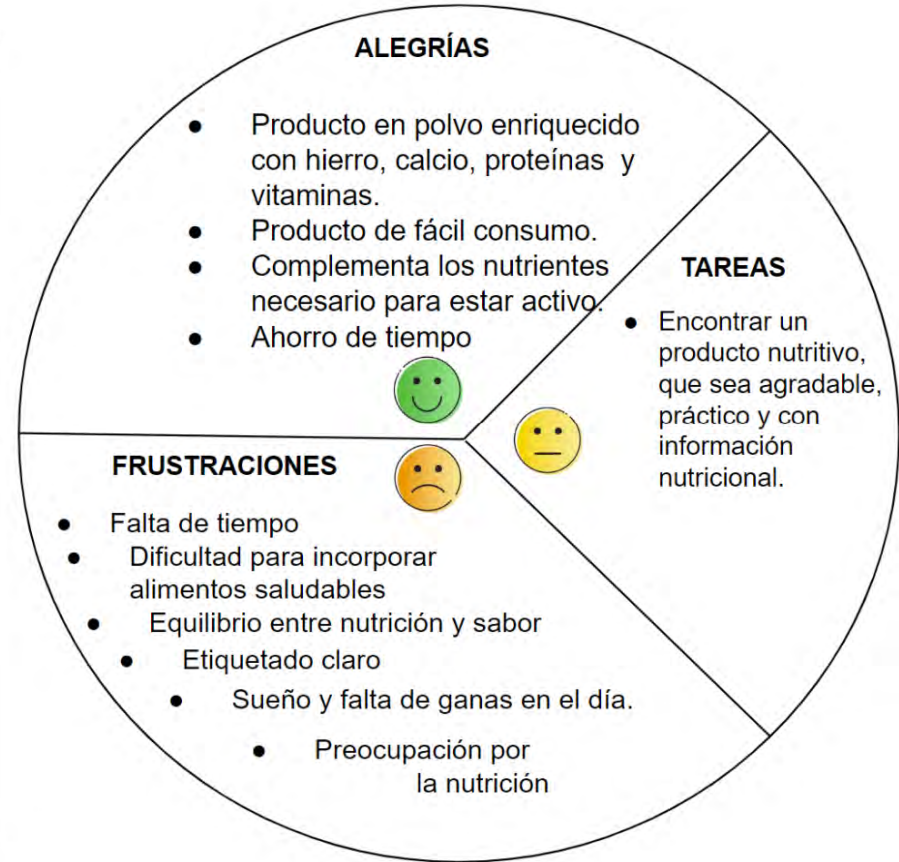 ALEGRÍAS
● Producto en polvo enriquecido
con hierro, calcio, proteínas y
vitaminas.
● Producto de fácil consumo.
● Complementa los nutrientes
necesario para estar activo.
● Ahorro de tiempo
TAREAS
● Encontrar un
producto nutritivo,
que sea agradable,
práctico y con
información
nutricional.
FRUSTRACIONES
● Falta de tiempo
● Dificultad para incorporar
alimentos saludables
● Equilibrio entre nutrición y sabor
● Etiquetado claro
● Sueño y falta de ganas en el día.
● Preocupación por
la nutrición